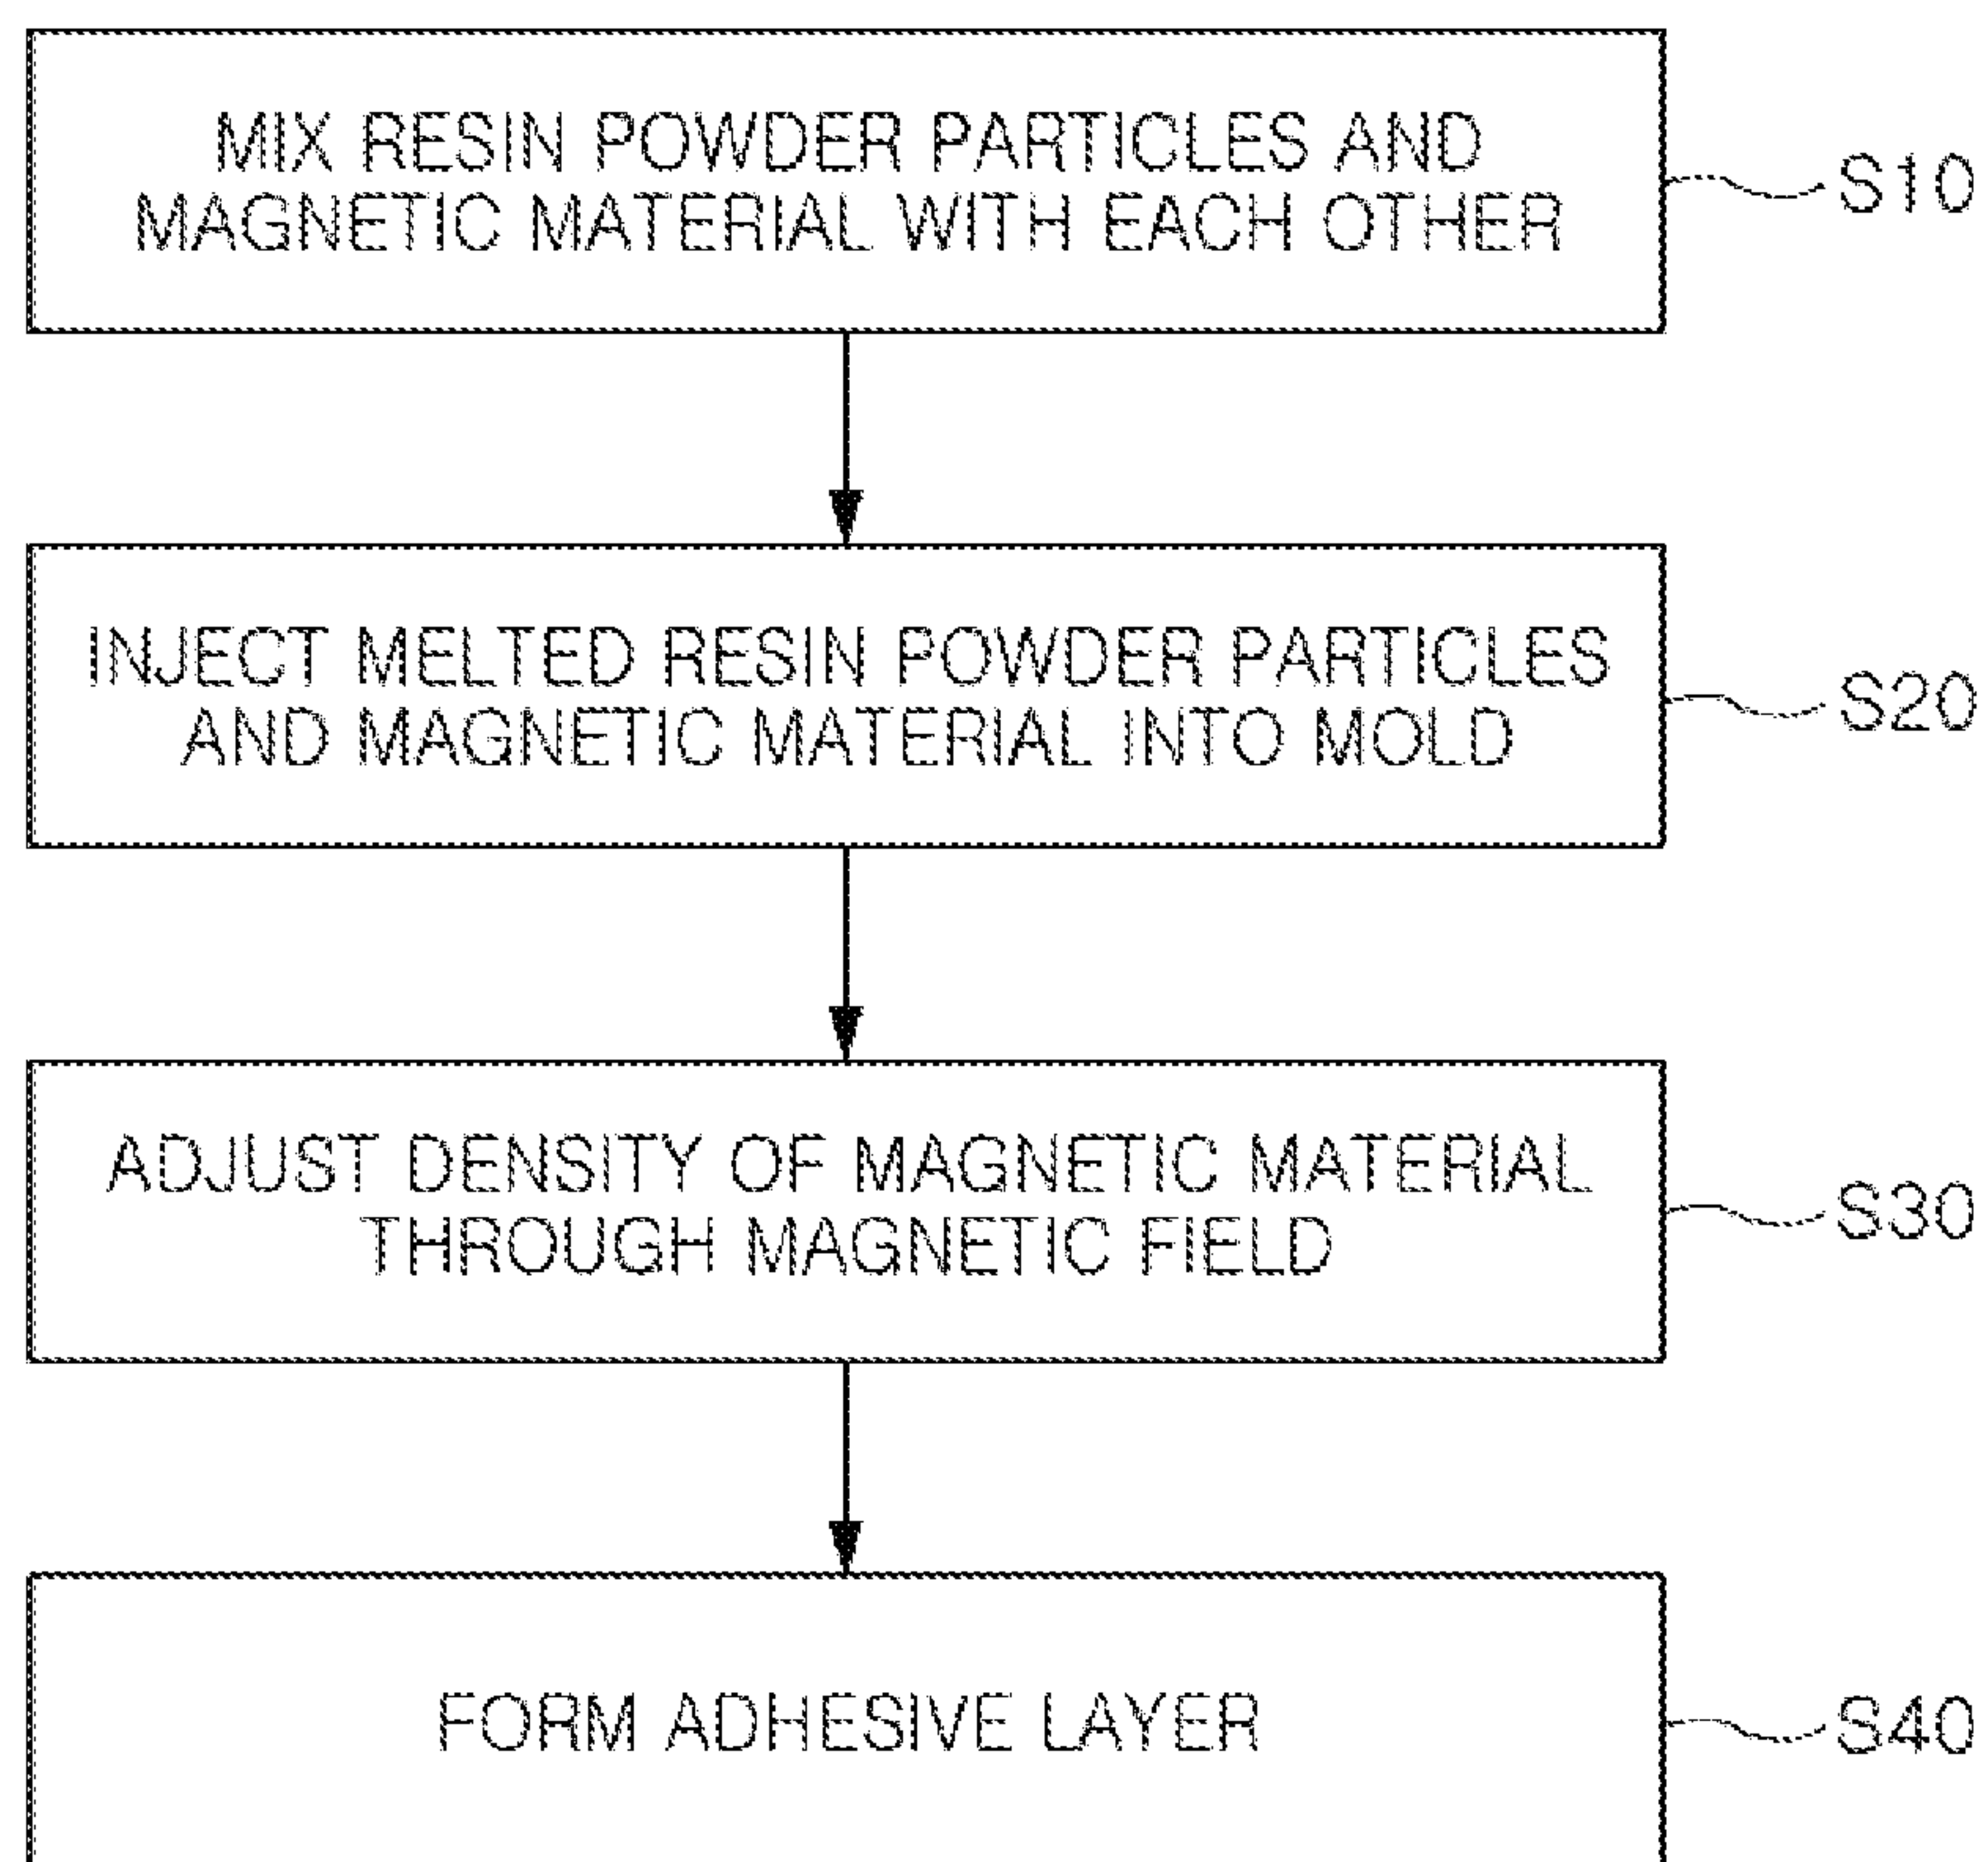 MIX RESIN POWDER PARTICLES AND
MAGNETIC MATERIAL WITH EACH OTHER
S10
INJECT MELTED RESIN POWDER PARTICLES
AND MAGNETIC MATERIAL INTO MOLD
S20
ADJUST DENSITY OF MAGNETIC MATERIAL
THROUGH MAGNETIC FIELD
S30
FORM ADHESIVE LAYER
S40